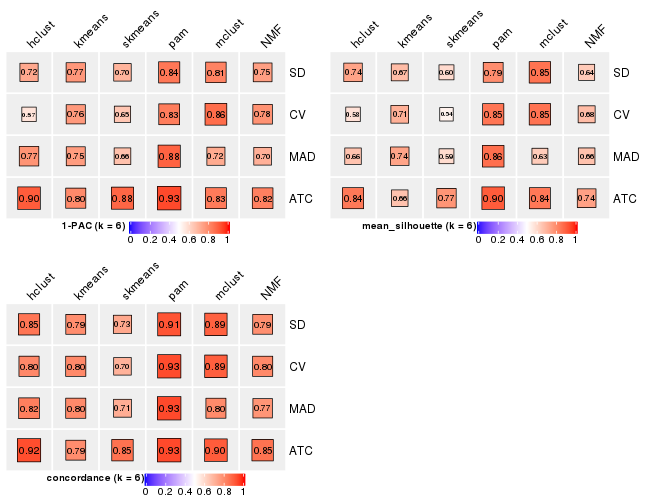 hclust kmeans skmeans pam mclust NMF
0.72 0.77 0.70 0.84 0.81 0.75 SD
0.57 0.76 0.65 0.83 0.86 0.78 CV
0.77 0.75 0.66 0.88 0.72 0.70 MAD
0.90 0.80 0.88 0.93 0.83 0.82 ATC
1-PAC (k = 6)
0 0.2 0.4 0.6 0.8 1
hclust kmeans skmeans pam mclust NMF
0.74 0.67 0.60 0.79 0.85 0.64 SD
0.58 0.71 0.54 0.85 0.85 0.68 CV
0.66 0.74 0.59 0.86 0.63 0.66 MAD
0.84 0.66 0.77 0.90 0.84 0.74 ATC
mean_silhouette (k = 6)
0 0.2 0.4 0.6 0.8 1
hclust kmeans skmeans pam mclust NMF
0.85 0.79 0.73 0.91 0.89 0.79 SD
0.80 0.80 0.70 0.93 0.89 0.80 CV
0.82 0.80 0.71 0.93 0.80 0.77 MAD
0.92 0.79 0.85 0.93 0.90 0.85 ATC
concordance (k = 6)
0 0.2 0.4 0.6 0.8 1